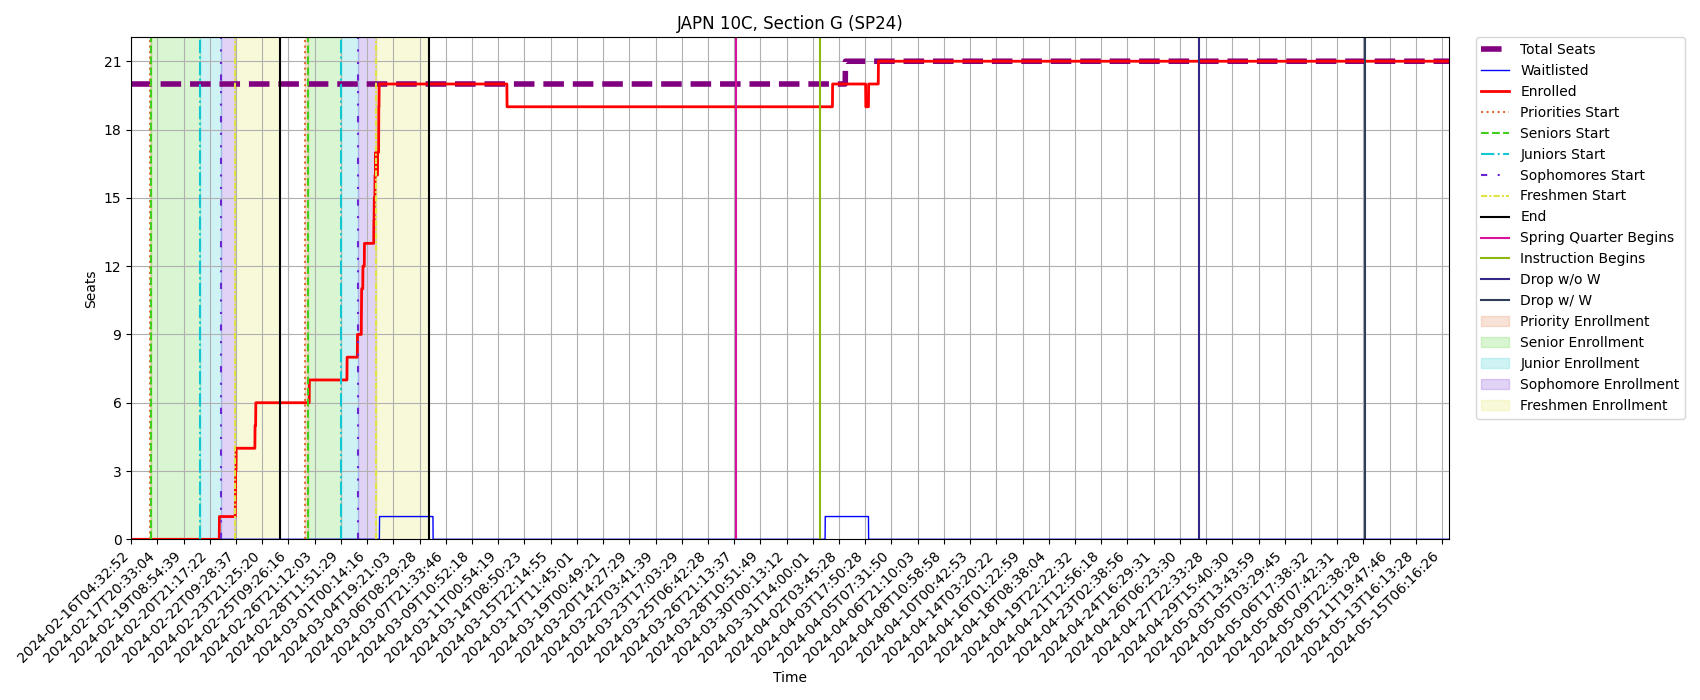 JAPN 10C, Section G (SP24)
Seats
21
18
15
12
9
6
3
0
2024-02-16T04:32:52
2024-02-17T20:33:04
2024-02-19T08:54:39
2024-02-20T21:17:22
2024-02-22T09:28:37
2024-02-23T21:25:20
2024-02-25T09:26:16
2024-02-26T21:12:03
2024-02-28T11:51:29
2024-03-01T00:14:16
2024-03-04T19:21:03
2024-03-06T08:29:28
2024-03-07T21:33:46
2024-03-09T10:52:18
2024-03-11T00:54:19
2024-03-14T08:50:23
2024-03-15T22:14:55
2024-03-17T11:45:01
2024-03-19T00:49:21
2024-03-20T14:27:29
2024-03-22T03:41:39
2024-03-23T17:03:29
2024-03-25T06:42:28
2024-03-26T21:13:37
2024-03-28T10:51:49
2024-03-30T00:13:12
2024-03-31T14:00:01
2024-04-02T03:45:28
2024-04-03T17:50:28
2024-04-05T07:31:50
2024-04-06T21:10:03
2024-04-08T10:58:58
2024-04-10T00:42:53
2024-04-14T03:20:22
2024-04-16T01:22:59
2024-04-18T08:38:04
2024-04-19T22:22:32
2024-04-21T12:56:18
2024-04-23T02:38:56
2024-04-24T16:29:31
2024-04-26T06:23:30
2024-04-27T22:33:28
2024-04-29T15:40:30
2024-05-03T13:43:59
2024-05-05T03:29:45
2024-05-06T17:38:32
2024-05-08T07:42:31
2024-05-09T22:38:28
2024-05-11T19:47:46
2024-05-13T16:13:28
2024-05-15T06:16:26
Time
Total Seats
Waitlisted
Enrolled
Priorities Start
Seniors Start
Juniors Start
Sophomores Start
Freshmen Start
End
Spring Quarter Begins
Instruction Begins
Drop w/o W
Drop w/ W
Priority Enrollment
Senior Enrollment
Junior Enrollment
Sophomore Enrollment
Freshmen Enrollment